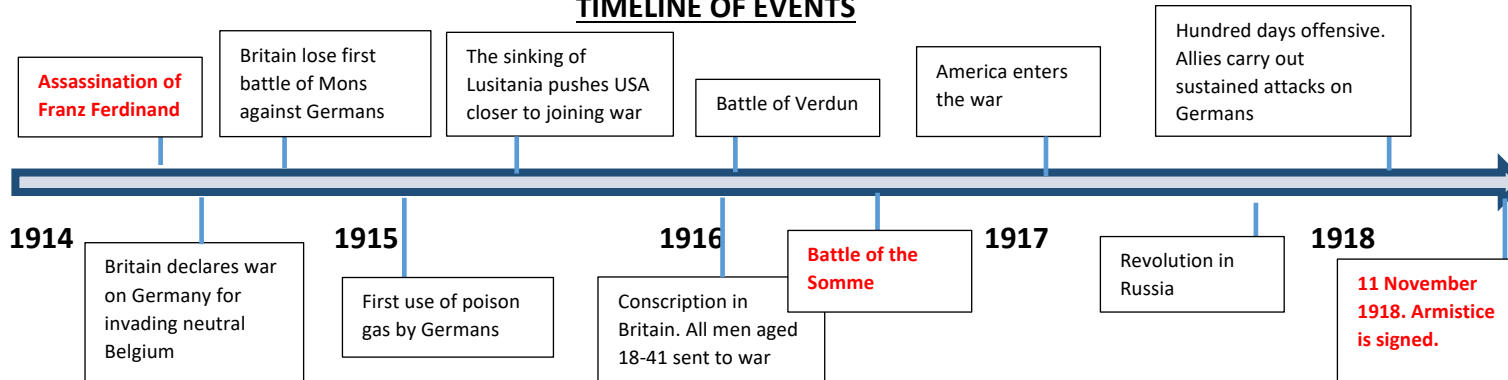 TIMELINE OF EVENTS
Assassination of
Franz Ferdinand
Britain lose first
battle of Mons
against Germans
The sinking of
Lusitania pushes USA
closer to joining war
Battle of Verdun
America enters
the war
Hundred days offensive.
Allies carry out
sustained attacks on
Germans
1914
1915
1916
1917
1918
Britain declares war
on Germany for
invading neutral
Belgium
First use of poison
gas by Germans
Conscription in
Britain. All men aged
18-41 sent to war
Battle of the
Somme
Revolution in
Russia
11 November
1918. Armistice
is signed.